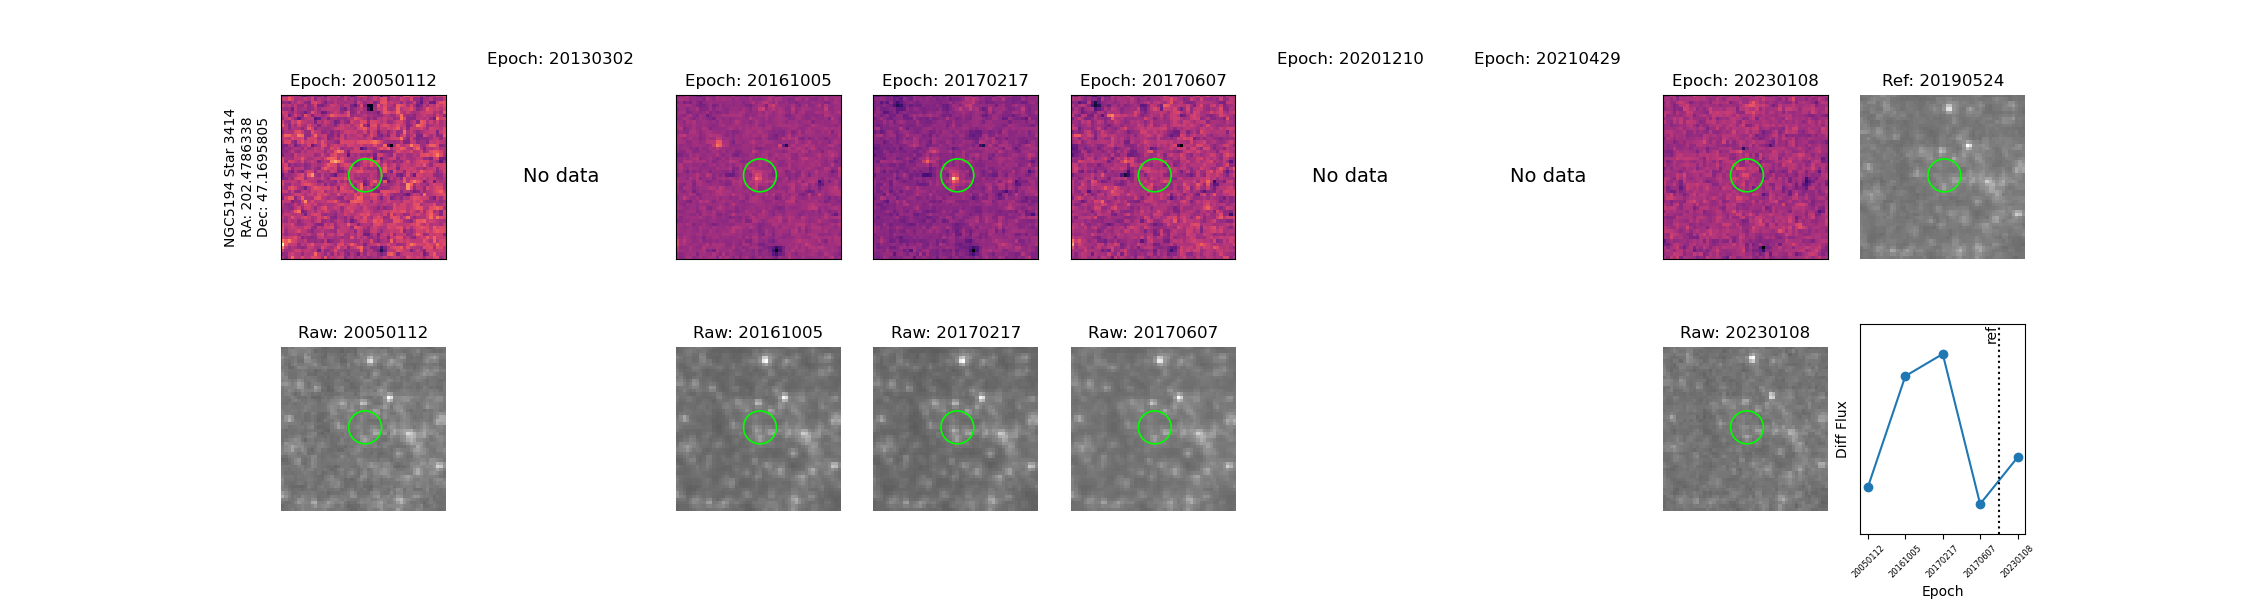 NGC5194 Star 3414
RA: 202.4786338
Dec: 47.1695805
Epoch: 20050112
Epoch: 20130302
No data
Epoch: 20161005
Epoch: 20170217
Epoch: 20170607
Epoch: 20201210
No data
Epoch: 20210429
No data
Epoch: 20230108
Ref: 20190524
Raw: 20050112
Raw: 20161005
Raw: 20170217
Raw: 20170607
Raw: 20230108
Diff Flux
ref
20050112
20161005
20170217
20170607
20230108
Epoch